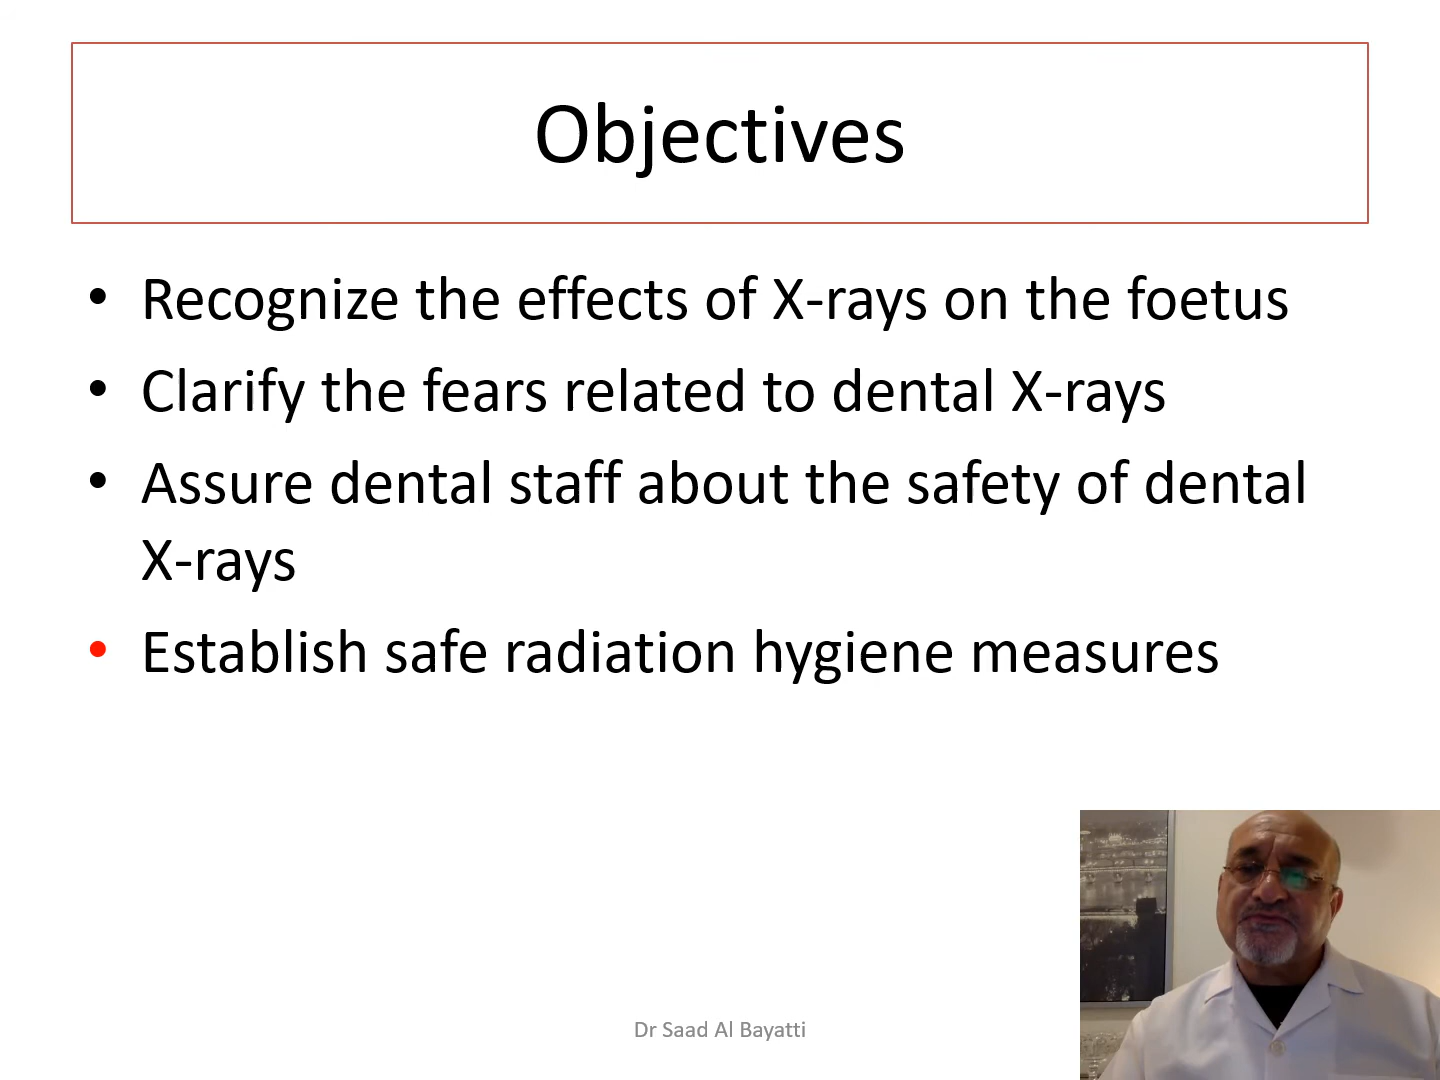 Objectives
• Recognize the effects of X-rays on the foetus
• Clarify the fears related to dental X-rays
• Assure dental staff about the safety of dental
X-rays
• Establish safe radiation hygiene measures
Dr Saad Al Bayatti